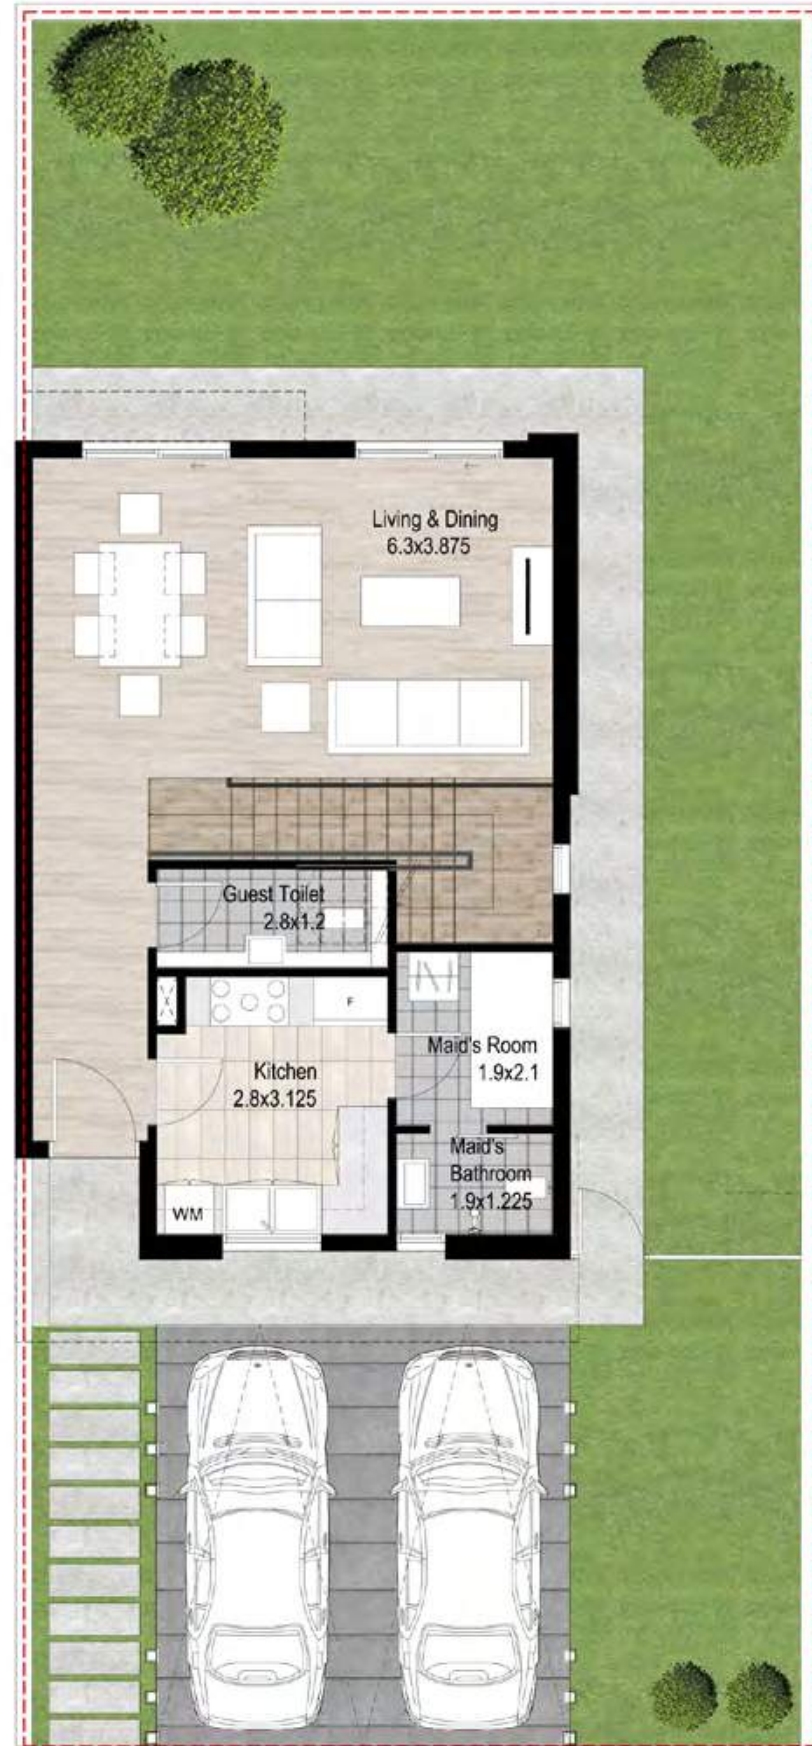 Living & Dining
6.3x3.875
Guest Toilet
2.8x1.2
F
Kitchen
2.8x3.125
Maid's Room
1.9x2.1
Maid's
Bathroom
1.9x1.225
WM